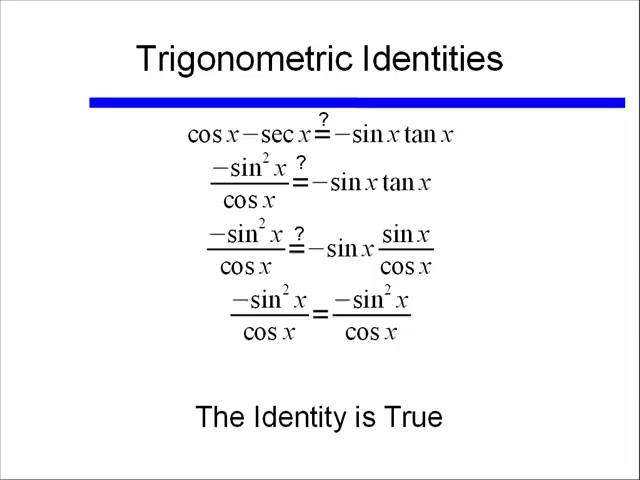 Trigonometric Identities
cos x − sec x ≟ −sin x tan x
−sin² x / cos x ≟ −sin x tan x
−sin² x / cos x ≟ −sin x sin x / cos x
−sin² x / cos x = −sin² x / cos x
The Identity is True